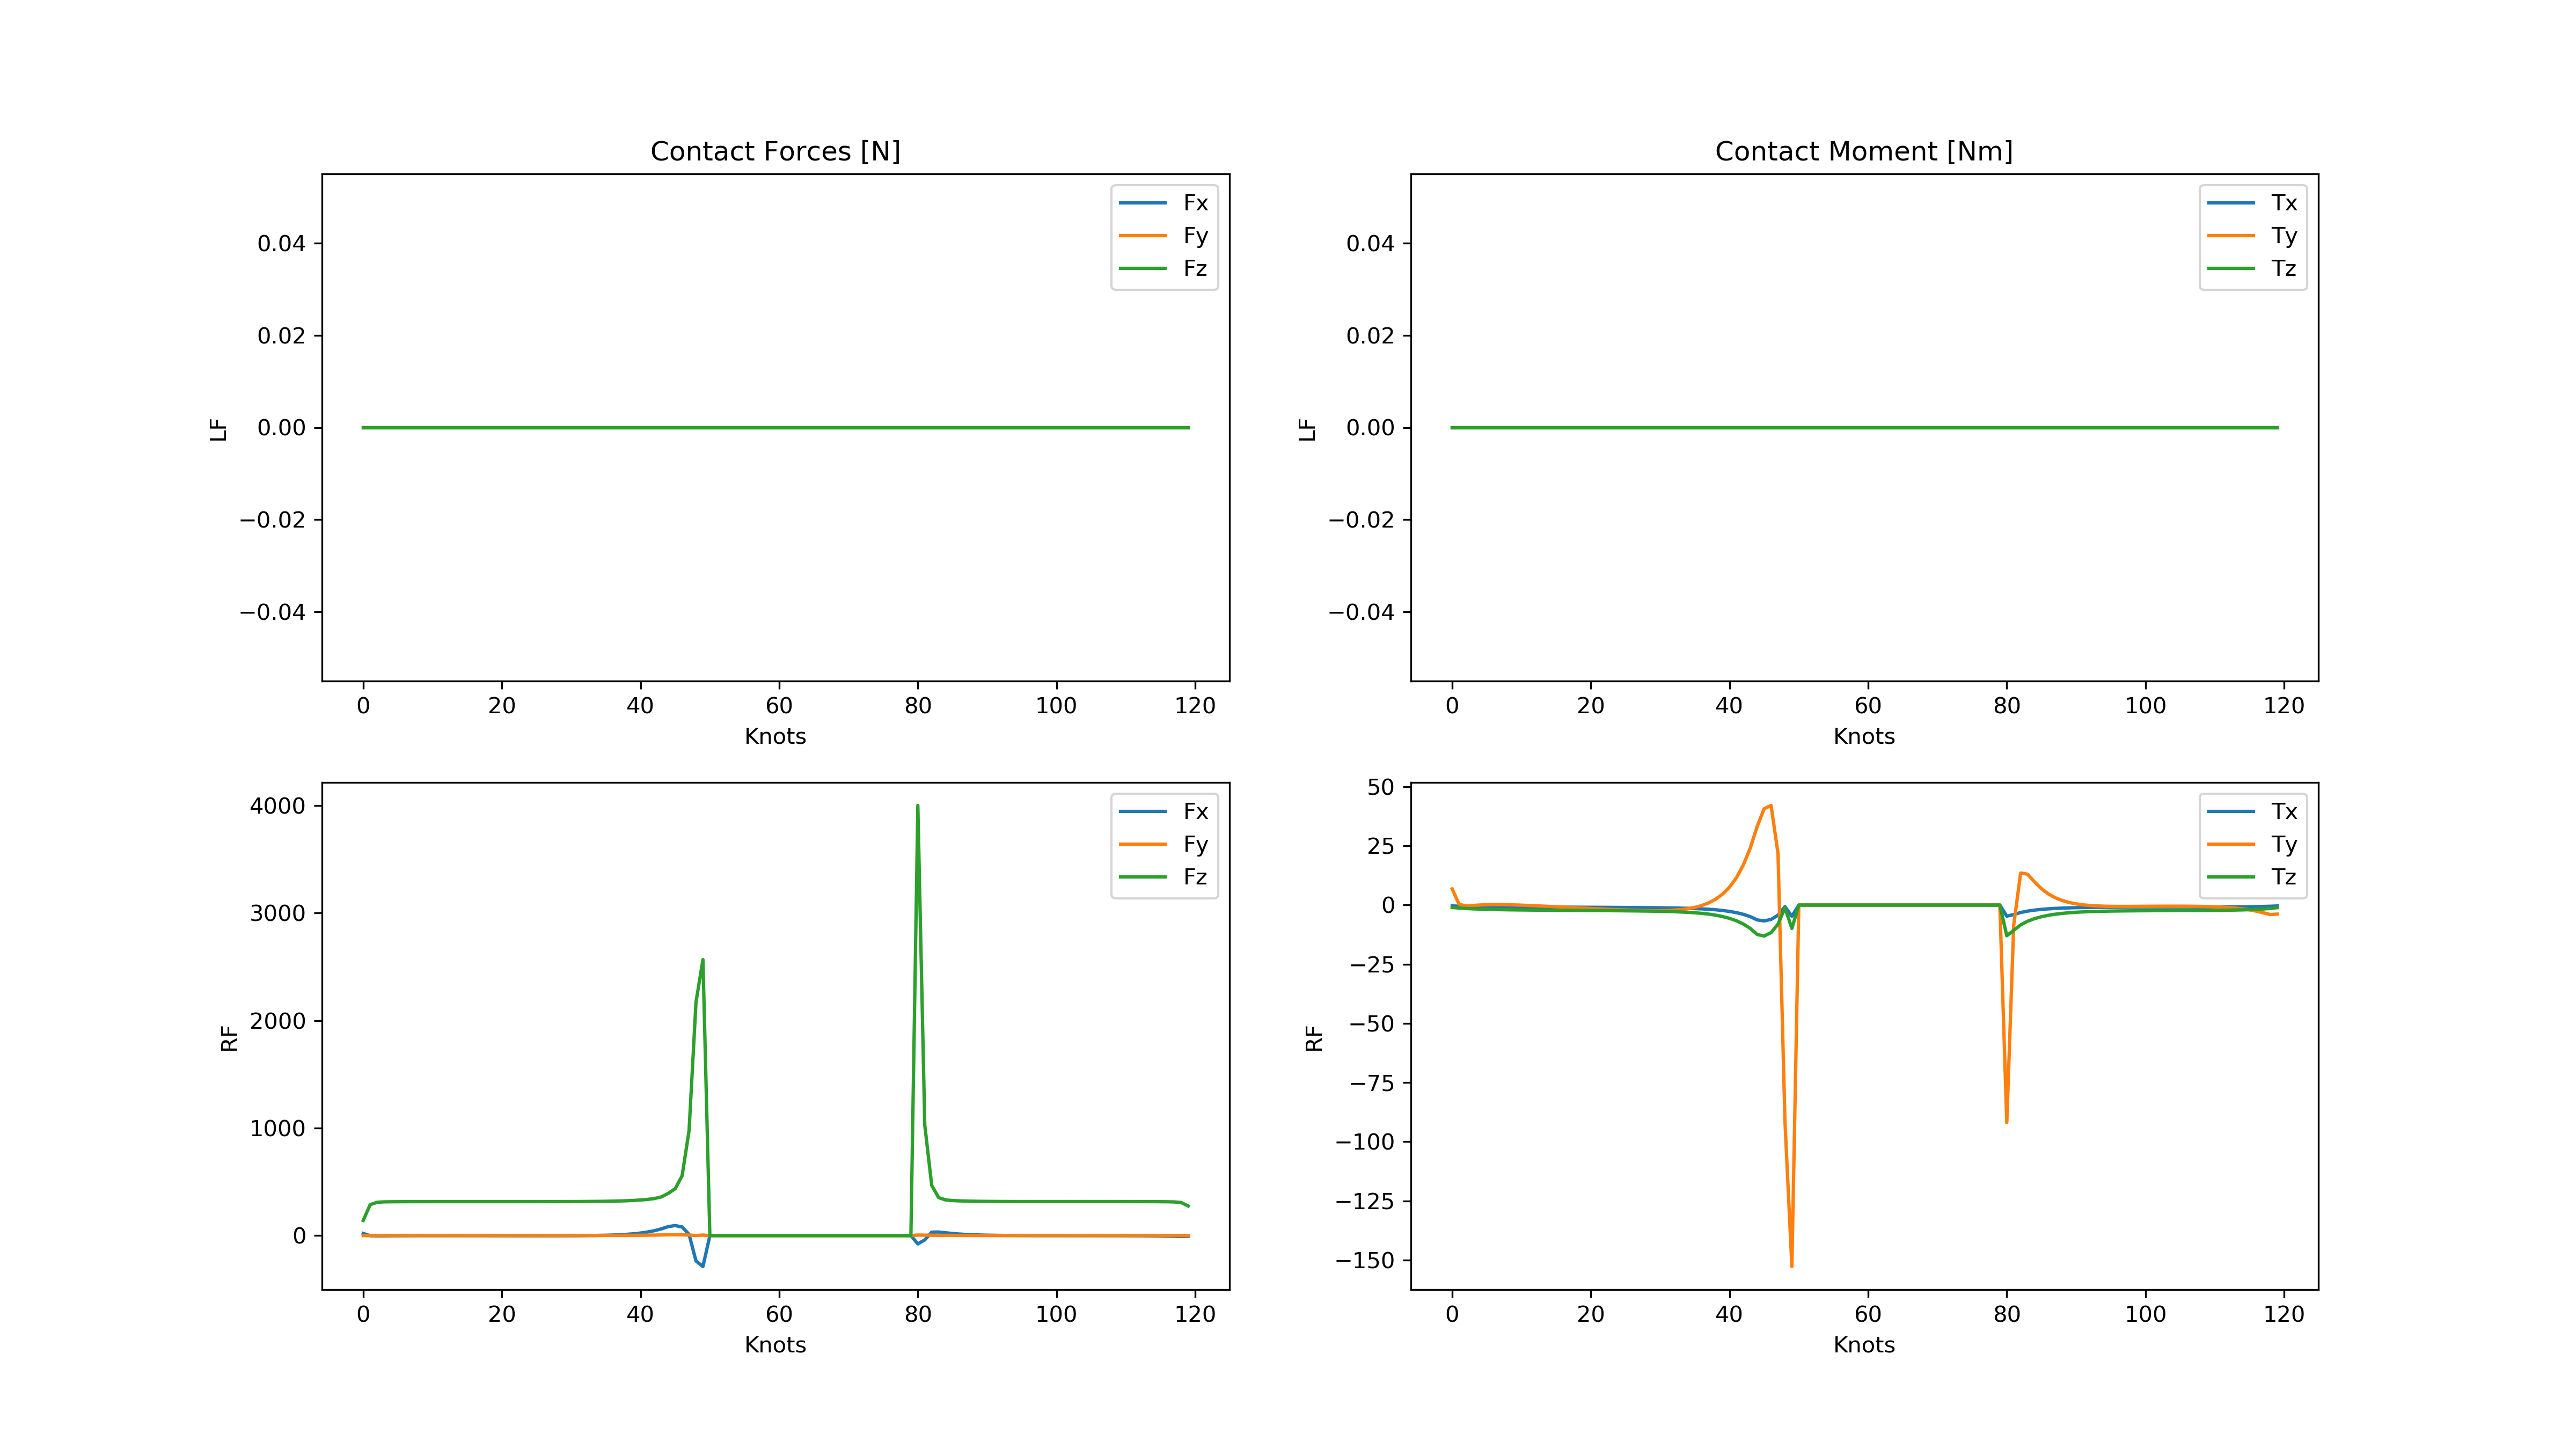 Contact Forces [N]
Contact Moment [Nm]
0.04
0.02
0.00
−0.02
−0.04
LF
0 20 40 60 80 100 120
Knots
Fx
Fy
Fz
0.04
0.02
0.00
−0.02
−0.04
LF
0 20 40 60 80 100 120
Knots
Tx
Ty
Tz
4000
3000
2000
1000
0
RF
0 20 40 60 80 100 120
Knots
Fx
Fy
Fz
50
25
0
−25
−50
−75
−100
−125
−150
RF
0 20 40 60 80 100 120
Knots
Tx
Ty
Tz